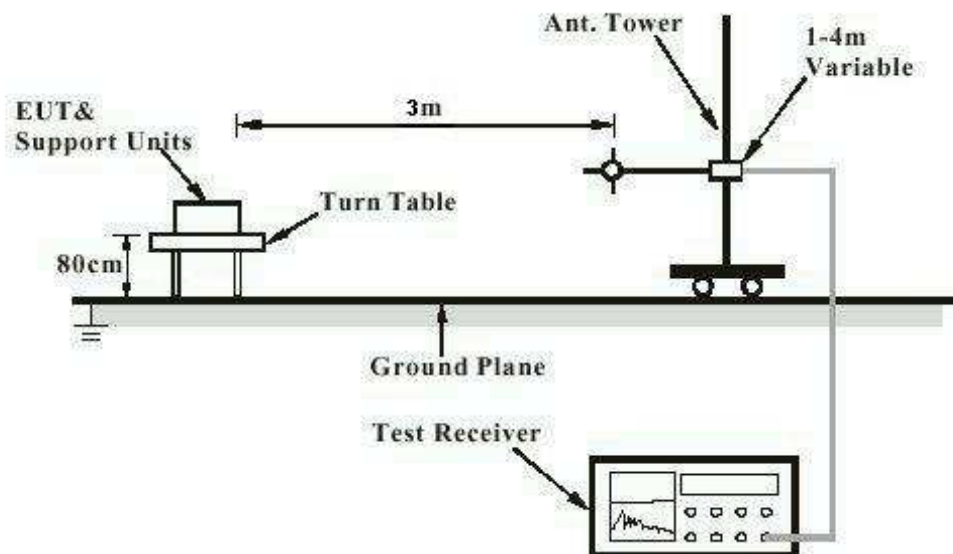 Ant. Tower
1-4m
Variable
EUT&
Support Units
3m
Turn Table
80cm
Ground Plane
Test Receiver